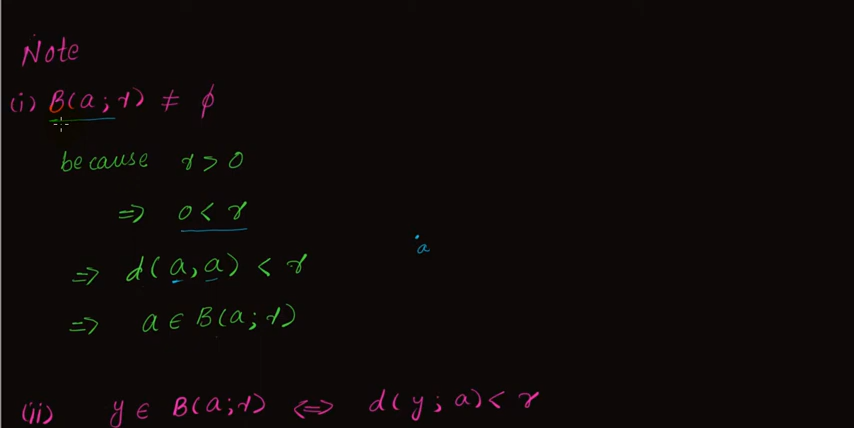 Note
(i) B(a; r) ≠ ϕ
because r > 0
⇒ 0 < r
⇒ d(a, a) < r
a
⇒ a ∈ B(a; r)
(ii) y ∈ B(a; r) ⇔ d(y; a) < r